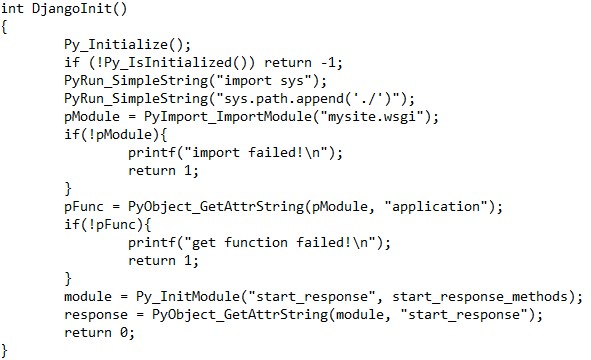 int DjangoInit()
{
        Py_Initialize();
        if (!Py_IsInitialized()) return -1;
        PyRun_SimpleString("import sys");
        PyRun_SimpleString("sys.path.append('./')");
        pModule = PyImport_ImportModule("mysite.wsgi");
        if(!pModule){
                printf("import failed!\n");
                return 1;
        }
        pFunc = PyObject_GetAttrString(pModule, "application");
        if(!pFunc){
                printf("get function failed!\n");
                return 1;
        }
        module = Py_InitModule("start_response", start_response_methods);
        response = PyObject_GetAttrString(module, "start_response");
        return 0;
}